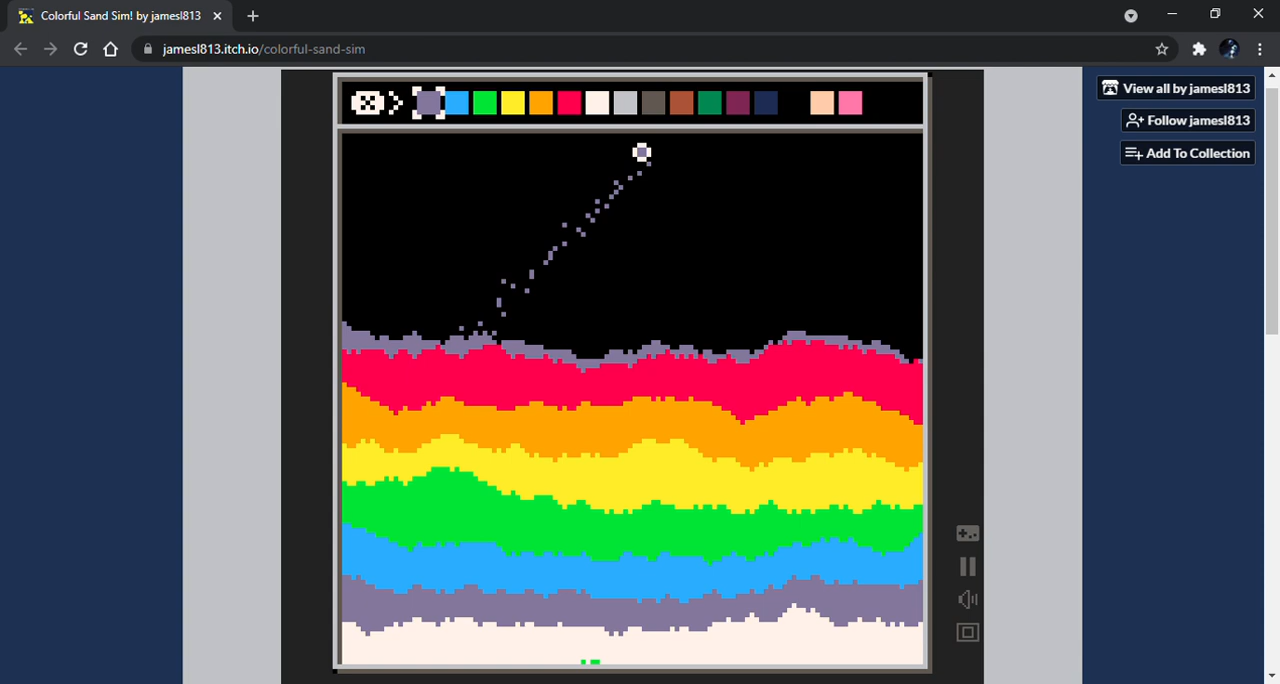 Colorful Sand Sim! by jamesl813
jamesl813.itch.io/colorful-sand-sim
View all by jamesl813
Follow jamesl813
Add To Collection